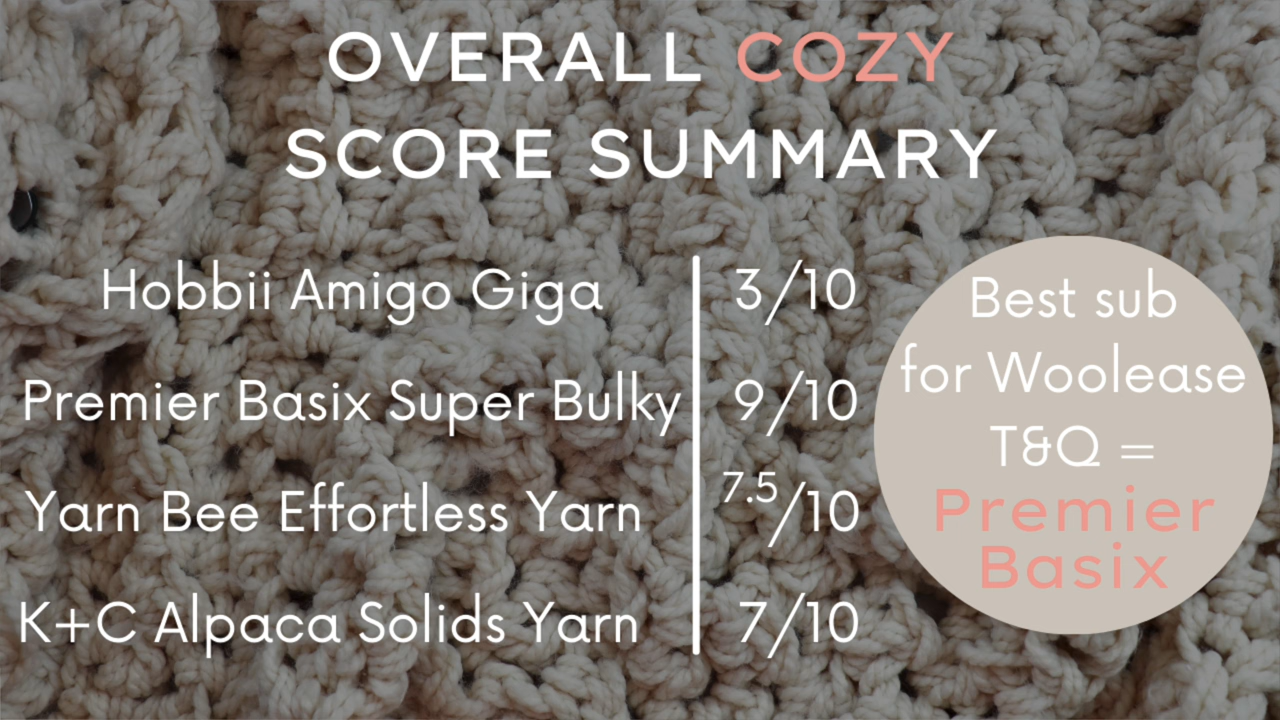 OVERALL COZY
SCORE SUMMARY
Hobbii Amigo Giga 3/10
Premier Basix Super Bulky 9/10
Yarn Bee Effortless Yarn 7.5/10
K+C Alpaca Solids Yarn 7/10
Best sub
for Woolease
T&Q =
Premier
Basix